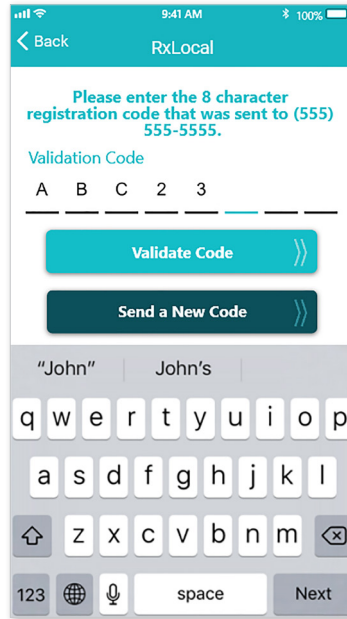 9:41 AM 100%
Back
RxLocal
Please enter the 8 character
registration code that was sent to (555)
555-5555.
Validation Code
A B C 2 3
Validate Code
Send a New Code
“John” John’s
q w e r t y u i o p
a s d f g h j k l
z x c v b n m
123 space Next